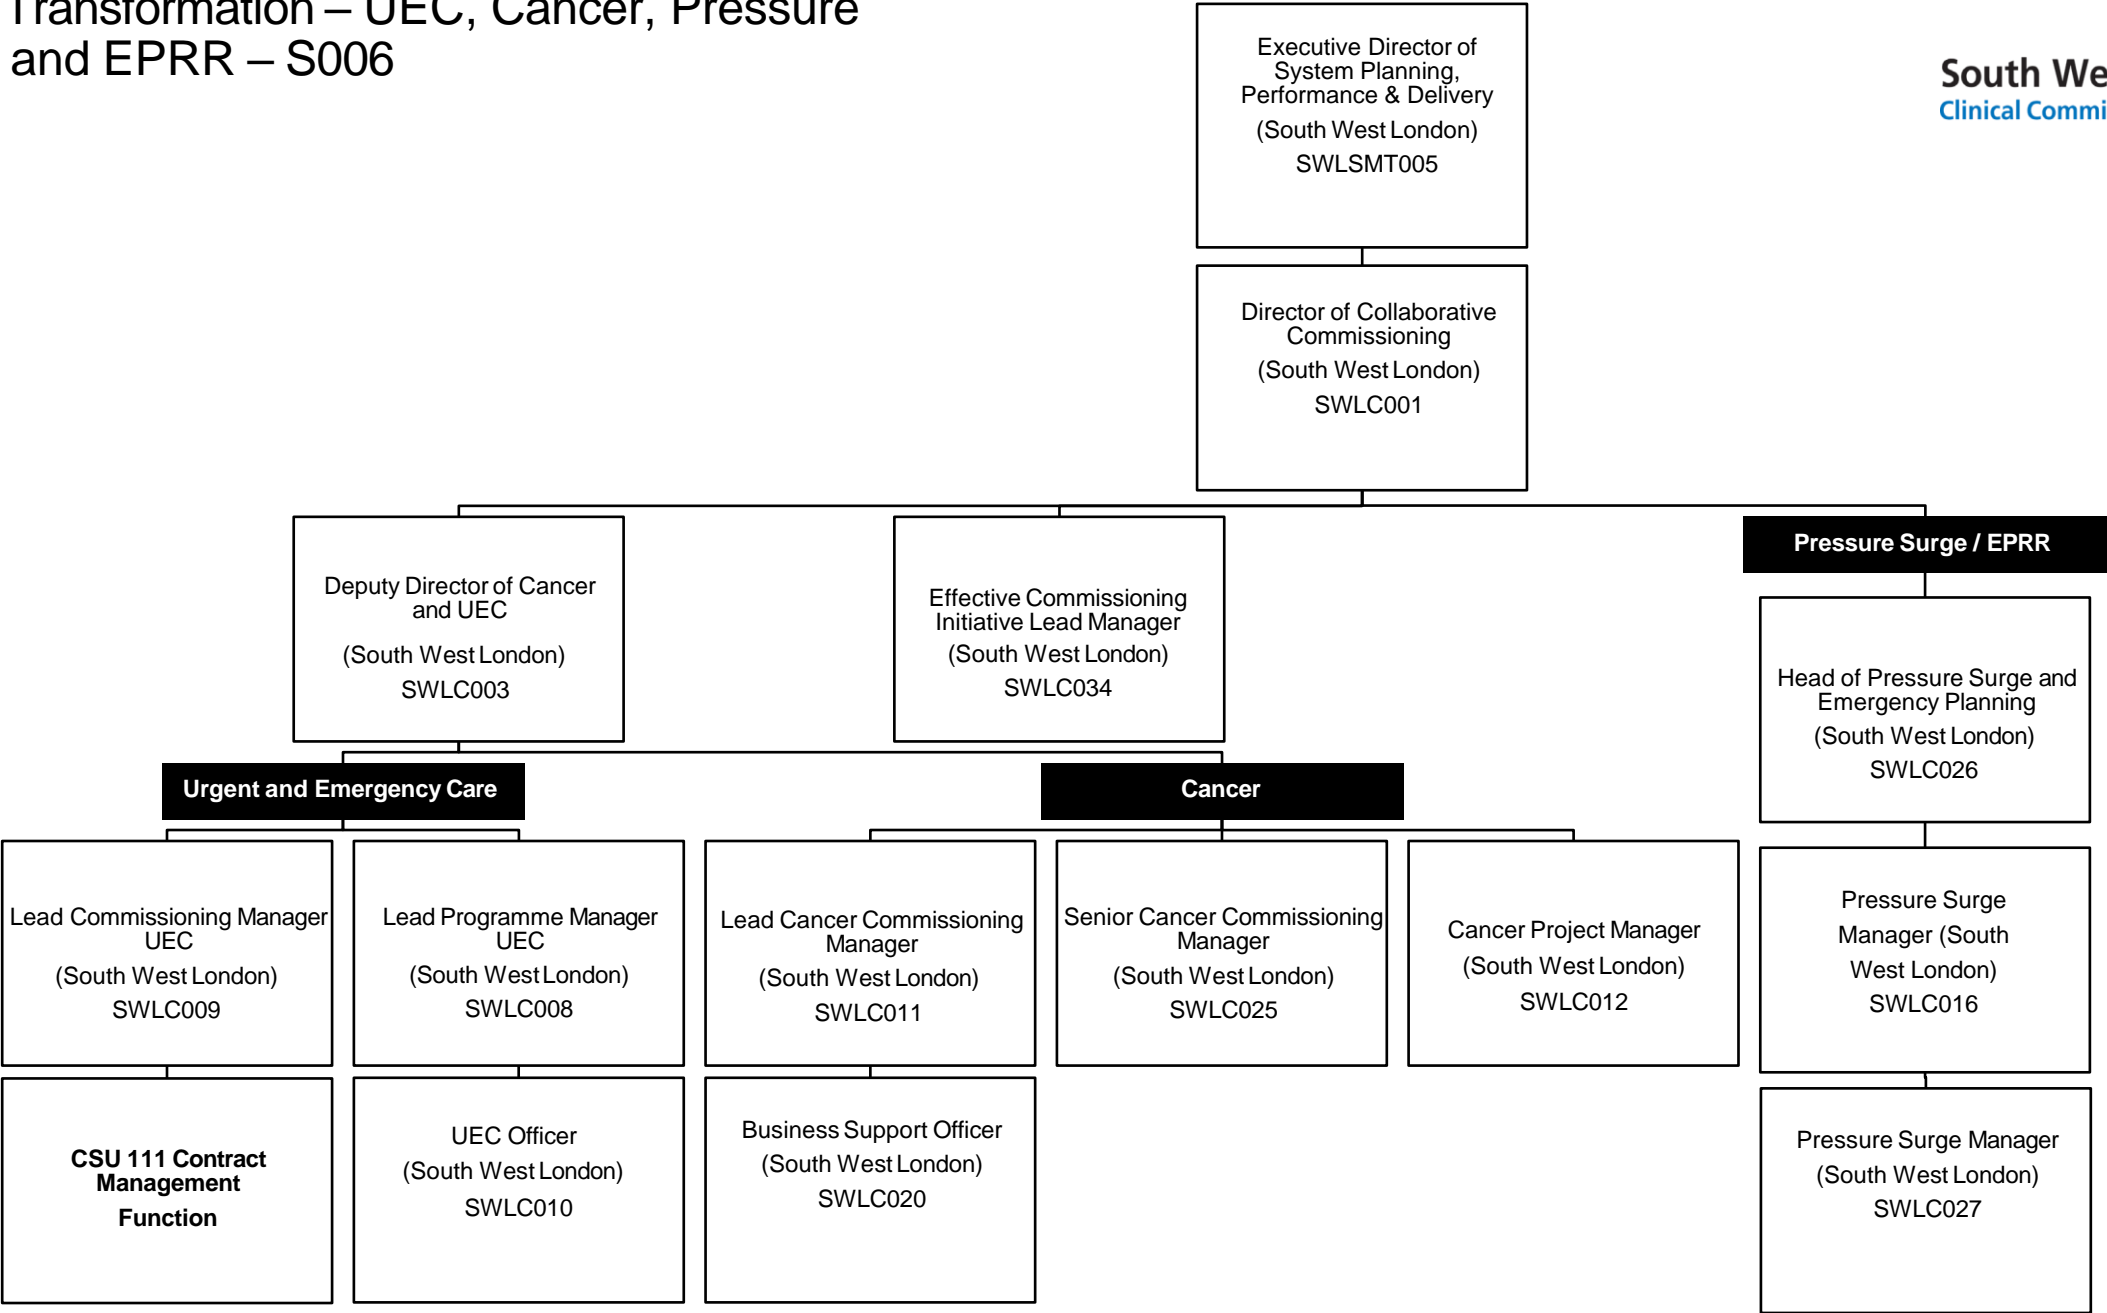 Transformation – UEC, Cancer, Pressure
and EPRR – S006
South We
Clinical Commi
Executive Director of
System Planning,
Performance & Delivery
(South West London)
SWLSMT005
Director of Collaborative
Commissioning
(South West London)
SWLC001
Deputy Director of Cancer
and UEC
(South West London)
SWLC003
Effective Commissioning
Initiative Lead Manager
(South West London)
SWLC034
Pressure Surge / EPRR
Head of Pressure Surge and
Emergency Planning
(South West London)
SWLC026
Urgent and Emergency Care
Cancer
Lead Commissioning Manager
UEC
(South West London)
SWLC009
Lead Programme Manager
UEC
(South West London)
SWLC008
Lead Cancer Commissioning
Manager
(South West London)
SWLC011
Senior Cancer Commissioning
Manager
(South West London)
SWLC025
Cancer Project Manager
(South West London)
SWLC012
Pressure Surge
Manager (South
West London)
SWLC016
CSU 111 Contract
Management
Function
UEC Officer
(South West London)
SWLC010
Business Support Officer
(South West London)
SWLC020
Pressure Surge Manager
(South West London)
SWLC027